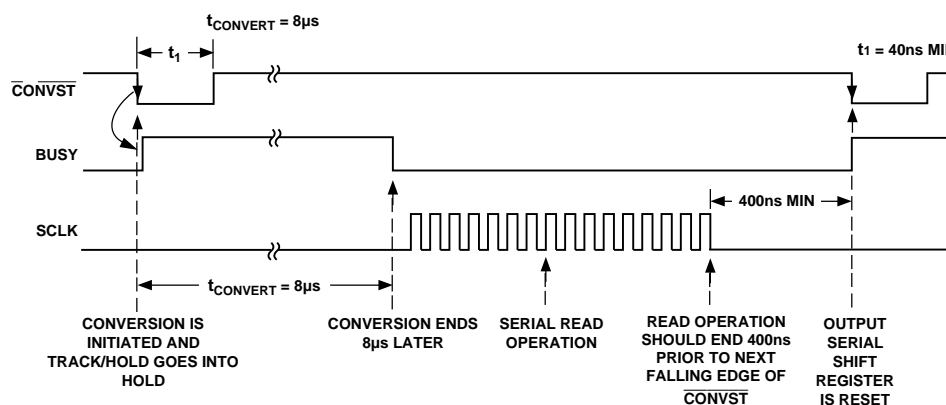 tCONVERT = 8µs
t1
t1 = 40ns MIN
CONVST
BUSY
400ns MIN
SCLK
tCONVERT = 8µs
CONVERSION IS
INITIATED AND
TRACK/HOLD GOES INTO
HOLD
CONVERSION ENDS
8µs LATER
SERIAL READ
OPERATION
READ OPERATION
SHOULD END 400ns
PRIOR TO NEXT
FALLING EDGE OF
CONVST
OUTPUT
SERIAL
SHIFT
REGISTER
IS RESET